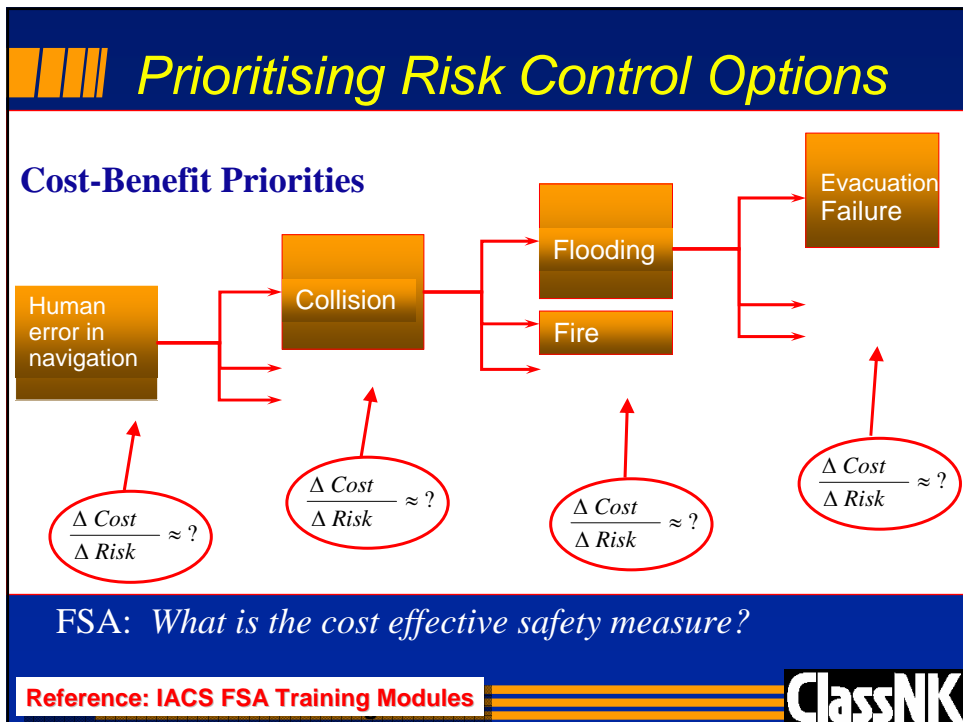 Prioritising Risk Control Options
Cost-Benefit Priorities
Human
error in
navigation
Collision
Flooding
Fire
Evacuation
Failure
Δ Cost
Δ Risk
≈ ?
Δ Cost
Δ Risk
≈ ?
Δ Cost
Δ Risk
≈ ?
Δ Cost
Δ Risk
≈ ?
FSA: What is the cost effective safety measure?
Reference: IACS FSA Training Modules
ClassNK